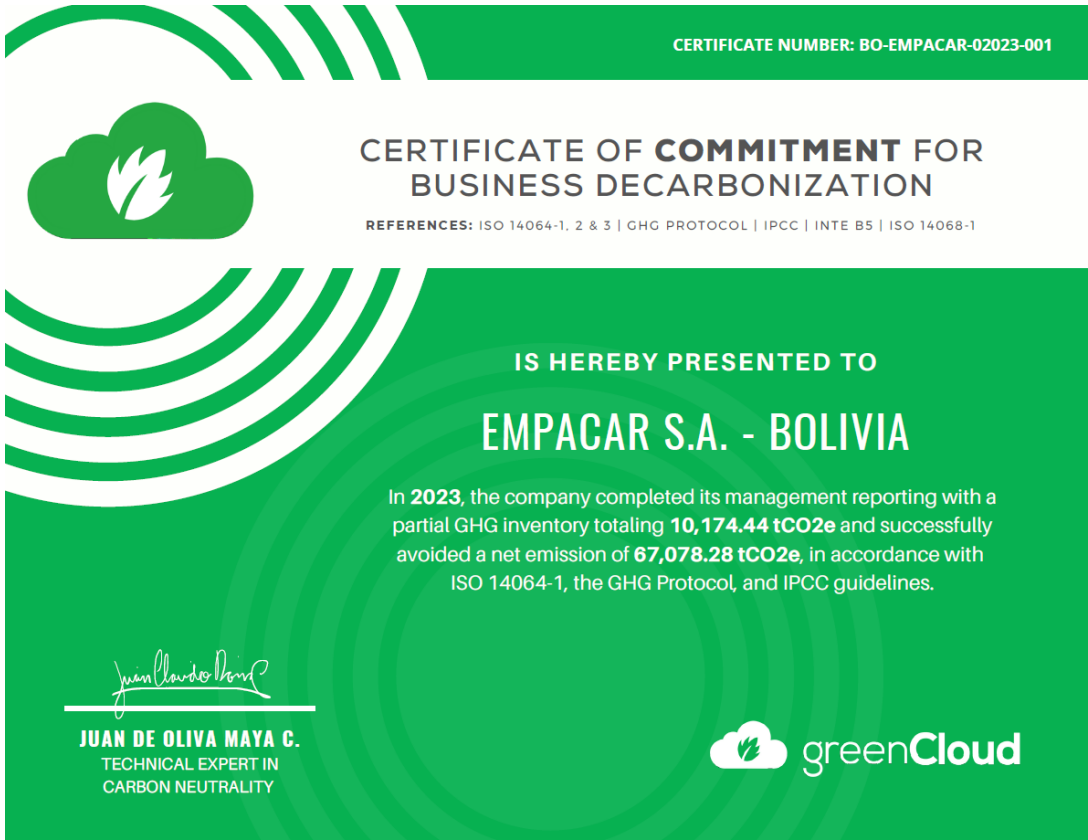 CERTIFICATE NUMBER: BO-EMPACAR-02023-001
CERTIFICATE OF COMMITMENT FOR
BUSINESS DECARBONIZATION
REFERENCES: ISO 14064-1, 2 & 3 | GHG PROTOCOL | IPCC | INTE B5 | ISO 14068-1
IS HEREBY PRESENTED TO
EMPACAR S.A. - BOLIVIA
In 2023, the company completed its management reporting with a
partial GHG inventory totaling 10,174.44 tCO2e and successfully
avoided a net emission of 67,078.28 tCO2e, in accordance with
ISO 14064-1, the GHG Protocol, and IPCC guidelines.
JUAN DE OLIVA MAYA C.
TECHNICAL EXPERT IN
CARBON NEUTRALITY
greenCloud